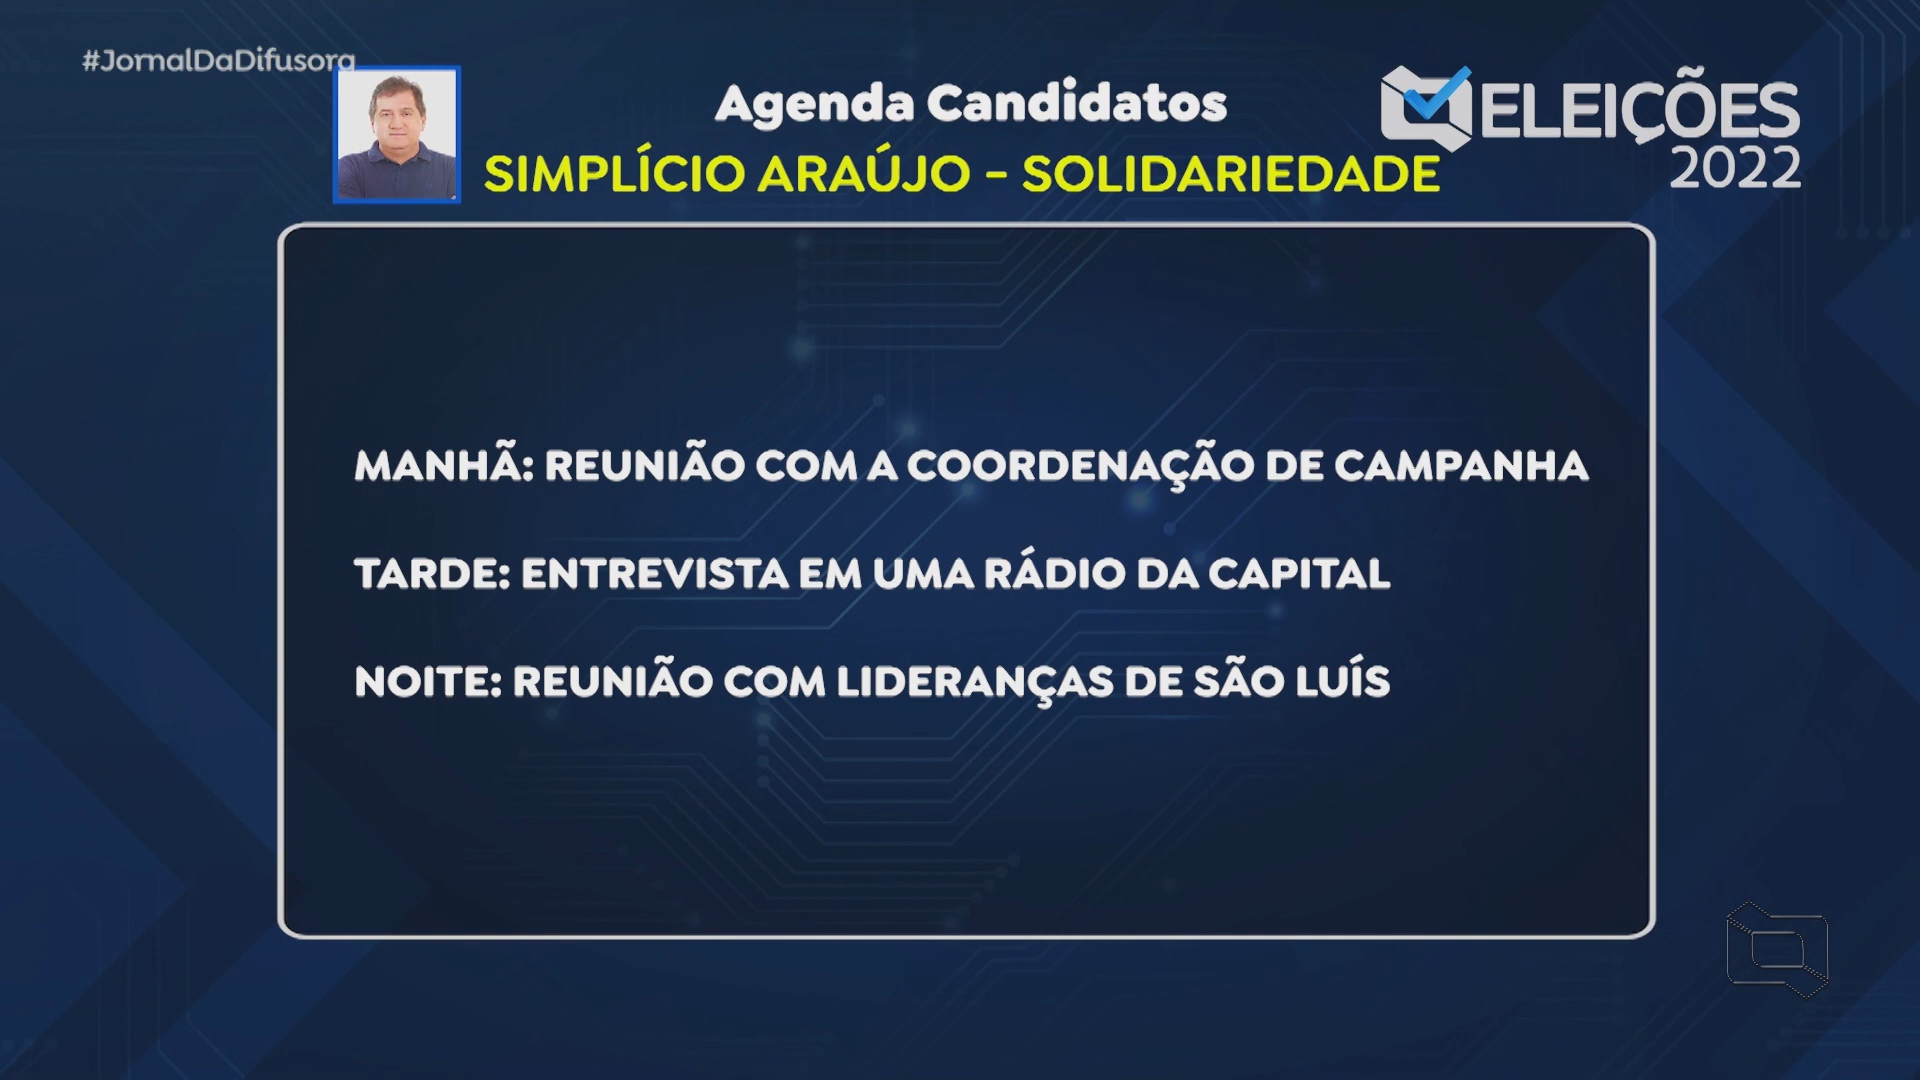 #JornalDaDifusora
Agenda Candidatos
SIMPLÍCIO ARAÚJO - SOLIDARIEDADE
ELEIÇÕES
2022
MANHÃ: REUNIÃO COM A COORDENAÇÃO DE CAMPANHA
TARDE: ENTREVISTA EM UMA RÁDIO DA CAPITAL
NOITE: REUNIÃO COM LIDERANÇAS DE SÃO LUÍS